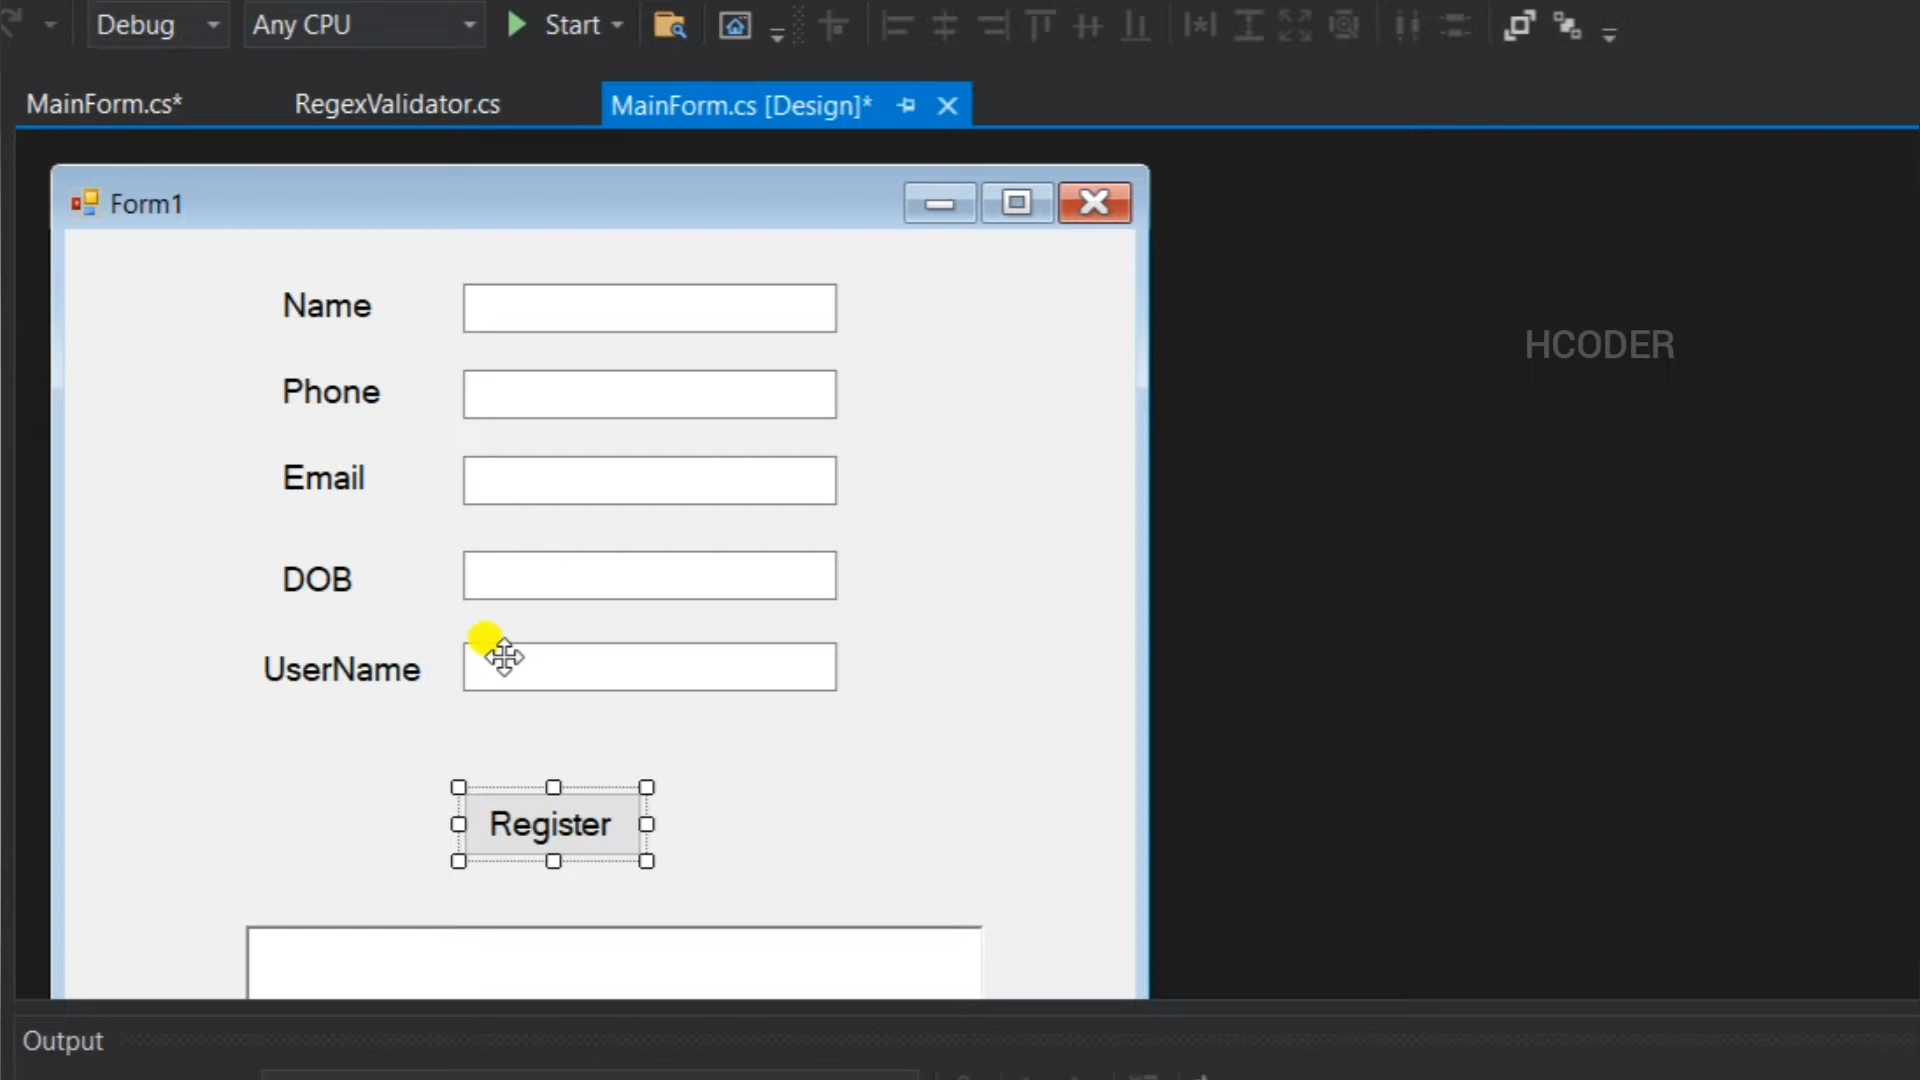 Debug Any CPU Start
MainForm.cs* RegexValidator.cs MainForm.cs [Design]*
Form1
HCODER
Name
Phone
Email
DOB
UserName
Register
Output